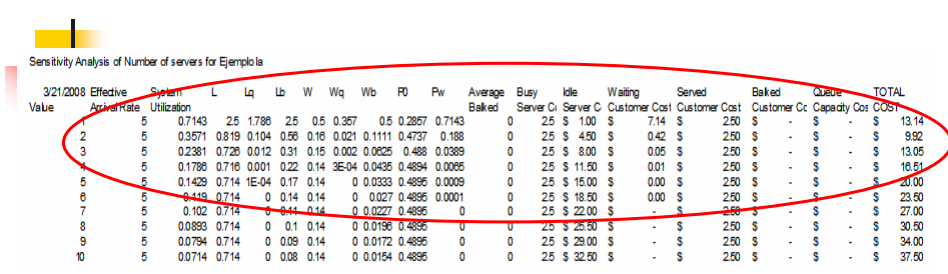 Sensitivity Analysis of Number of servers for Ejemplo la
3/21/2008 Effective System L Lq Lb W Wq Wb P0 Pw Average Busy Idle Waiting Served Balked Queue TOTAL
Value Arrival Rate Utilization Balked Server Co Server C Customer Cost Customer Cost Customer Cc Capacity Cos COST
1 5 0.7143 2.5 1.786 2.5 0.5 0.357 0.5 0.2857 0.7143 0 2.5 $ 1.00 $ 7.14 $ 2.50 $ - $ - $ 13.14
2 5 0.3571 0.819 0.104 0.56 0.16 0.021 0.1111 0.4737 0.188 0 2.5 $ 4.50 $ 0.42 $ 2.50 $ - $ - $ 9.92
3 5 0.2381 0.726 0.012 0.31 0.15 0.002 0.0625 0.488 0.0389 0 2.5 $ 8.00 $ 0.05 $ 2.50 $ - $ - $ 13.05
4 5 0.1786 0.716 0.001 0.22 0.14 3E-04 0.0435 0.4894 0.0065 0 2.5 $ 11.50 $ 0.01 $ 2.50 $ - $ - $ 16.51
5 5 0.1429 0.714 1E-04 0.17 0.14 0 0.0333 0.4895 0.0009 0 2.5 $ 15.00 $ 0.00 $ 2.50 $ - $ - $ 20.00
6 5 0.119 0.714 0 0.14 0.14 0 0.027 0.4895 0.0001 0 2.5 $ 18.50 $ 0.00 $ 2.50 $ - $ - $ 23.50
7 5 0.102 0.714 0 0.11 0.14 0 0.0227 0.4895 0 0 2.5 $ 22.00 $ - $ 2.50 $ - $ - $ 27.00
8 5 0.0893 0.714 0 0.1 0.14 0 0.0196 0.4895 0 0 2.5 $ 25.50 $ - $ 2.50 $ - $ - $ 30.50
9 5 0.0794 0.714 0 0.09 0.14 0 0.0172 0.4895 0 0 2.5 $ 29.00 $ - $ 2.50 $ - $ - $ 34.00
10 5 0.0714 0.714 0 0.08 0.14 0 0.0154 0.4895 0 0 2.5 $ 32.50 $ - $ 2.50 $ - $ - $ 37.50